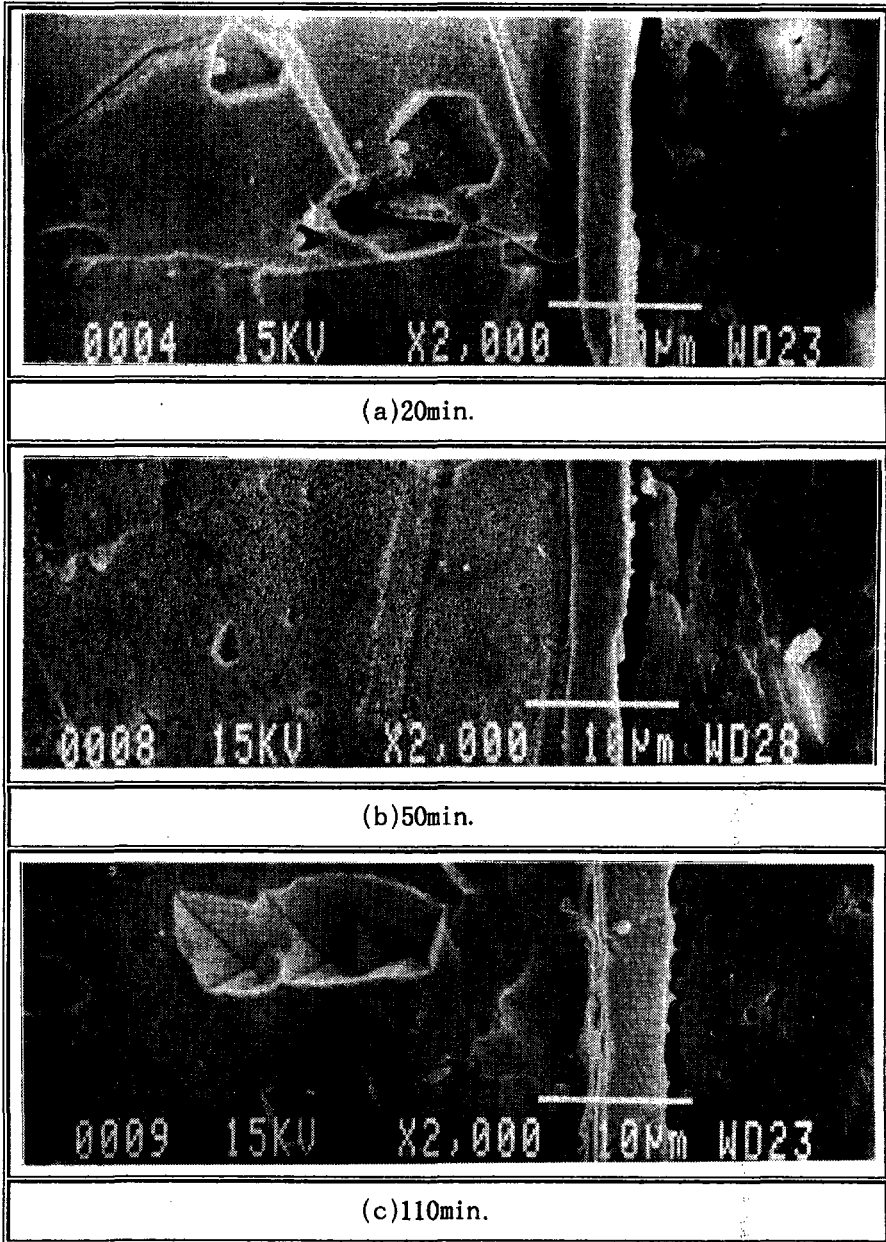 0004 15KV X2,000 10µm WD23
(a)20min.
0008 15KV X2,000 10µm WD28
(b)50min.
0009 15KV X2,000 10µm WD23
(c)110min.